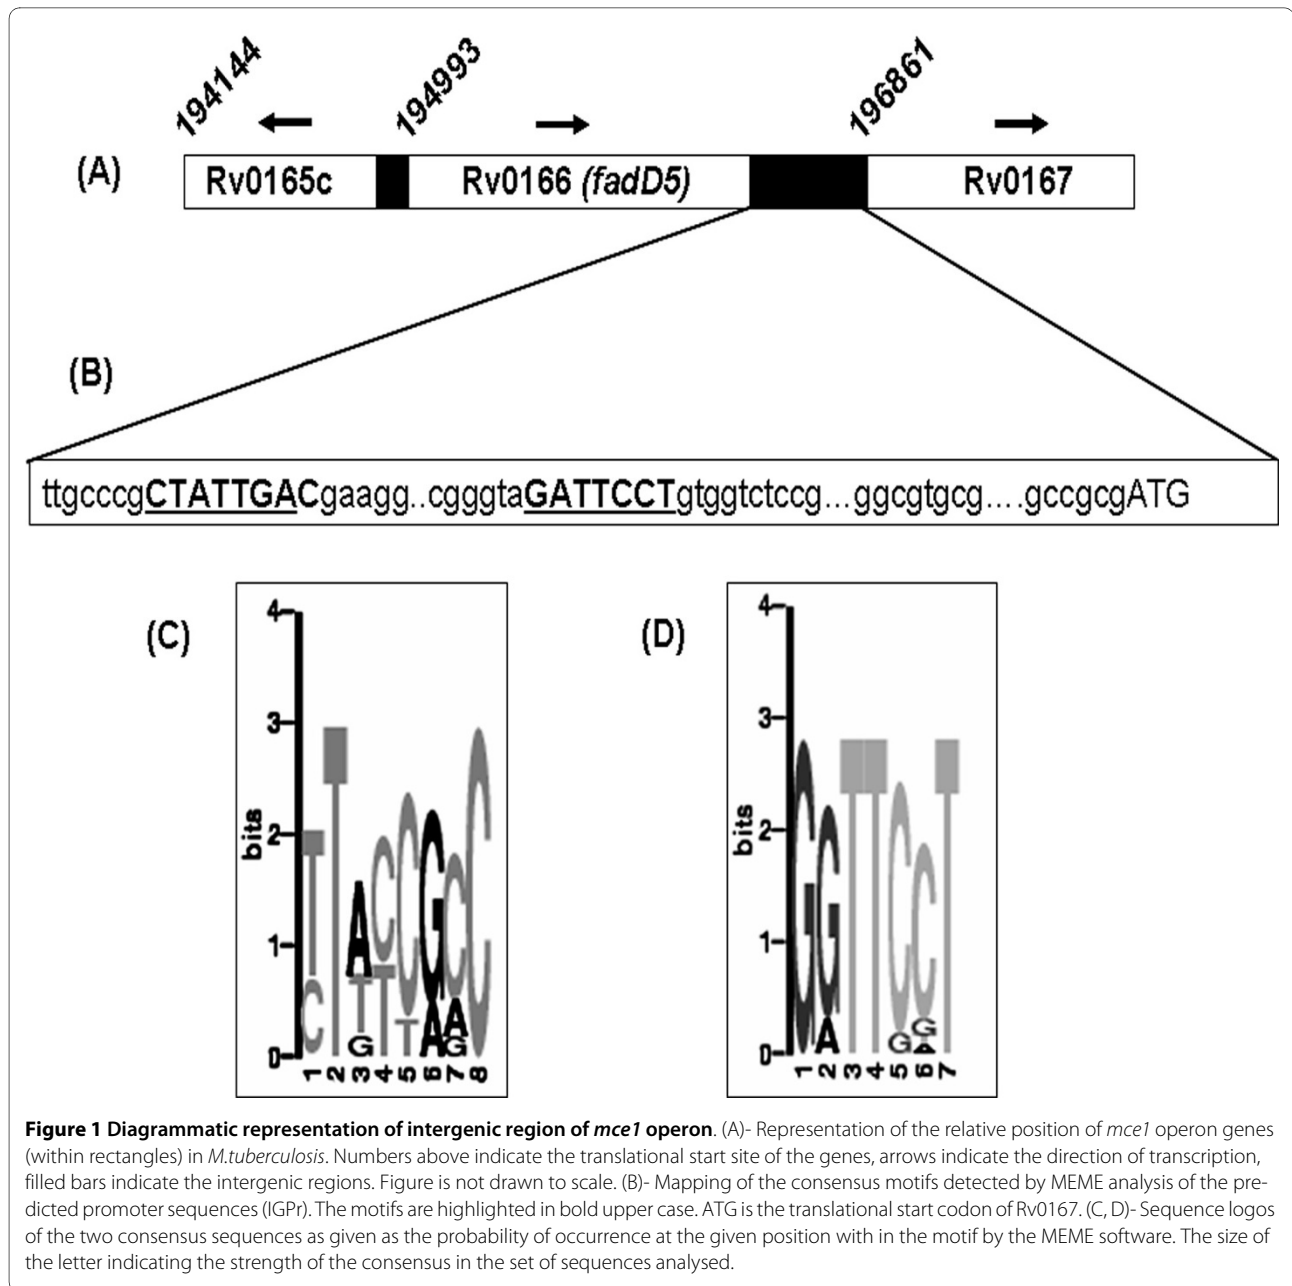 194144
194993
196861
(A)
Rv0165c
Rv0166 (fadD5)
Rv0167
(B)
ttgcccgCTATTGACgaagg..cgggtaGATTCCTgtggtctccg...ggcgtgcg....gccgcgATG
(C)
4
3
2
1
0
bits
T C T A T G C T C T G A C A G C
1 2 3 4 5 6 7 8
(D)
4
3
2
1
0
bits
G G A T T C G C G A T
1 2 3 4 5 6 7
Figure 1 Diagrammatic representation of intergenic region of mce1 operon. (A)- Representation of the relative position of mce1 operon genes
(within rectangles) in M.tuberculosis. Numbers above indicate the translational start site of the genes, arrows indicate the direction of transcription,
filled bars indicate the intergenic regions. Figure is not drawn to scale. (B)- Mapping of the consensus motifs detected by MEME analysis of the pre-
dicted promoter sequences (IGPr). The motifs are highlighted in bold upper case. ATG is the translational start codon of Rv0167. (C, D)- Sequence logos
of the two consensus sequences as given as the probability of occurrence at the given position with in the motif by the MEME software. The size of
the letter indicating the strength of the consensus in the set of sequences analysed.